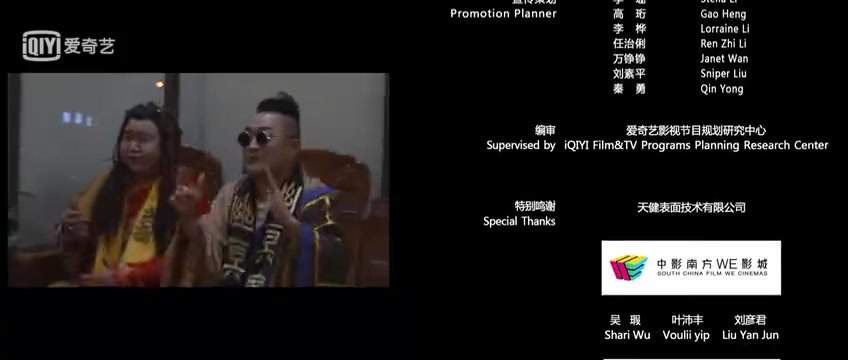 iQIYI 爱奇艺
Promotion Planner
高 珩 Gao Heng
李 桦 Lorraine Li
任治俐 Ren Zhi Li
万铮铮 Janet Wan
刘素平 Sniper Liu
秦 勇 Qin Yong
编审 爱奇艺影视节目规划研究中心
Supervised by iQIYI Film&TV Programs Planning Research Center
特别鸣谢 天健表面技术有限公司
Special Thanks
中影南方WE影城
SOUTH CHINA FILM WE CINEMAS
吴 瑕 叶沛丰 刘彦君
Shari Wu Voulii yip Liu Yan Jun